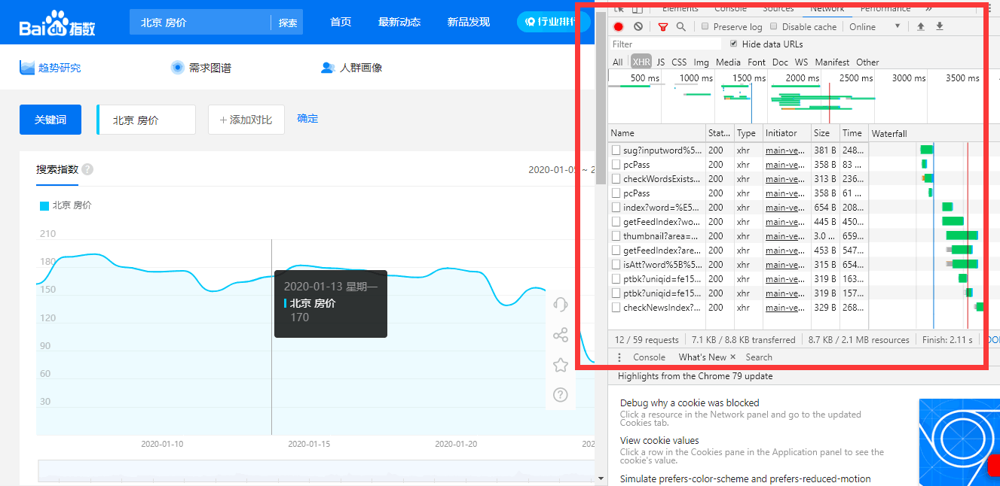 Bai du 指数
北京 房价
探索
首页
最新动态
新品发现
行业排行
趋势研究
需求图谱
人群画像
关键词
北京 房价
+ 添加对比
确定
搜索指数 ?
2020-01-05 ~ 2
北京 房价
210
180
150
120
90
60
30
2020-01-13 星期一
北京 房价
170
2020-01-10
2020-01-15
2020-01-20
202
Elements Console Sources Network Performance »
Preserve log Disable cache Online
Filter
Hide data URLs
All XHR JS CSS Img Media Font Doc WS Manifest Other
500 ms 1000 ms 1500 ms 2000 ms 2500 ms 3000 ms 3500 ms
Name Stat... Type Initiator Size Time Waterfall
sug?inputword%5... 200 xhr main-ve... 381 B 248...
pcPass 200 xhr main-ve... 358 B 83 ...
checkWordsExists... 200 xhr main-ve... 313 B 236...
pcPass 200 xhr main-ve... 358 B 61 ...
index?word=%E5... 200 xhr main-ve... 654 B 208...
getFeedIndex?wo... 200 xhr main-ve... 445 B 450...
thumbnail?area=... 200 xhr main-ve... 3.0 ... 659...
getFeedIndex?are... 200 xhr main-ve... 453 B 547...
isAtt?word%5B%5... 200 xhr main-ve... 315 B 654...
ptbk?uniqid=fe15... 200 xhr main-ve... 319 B 163...
ptbk?uniqid=fe15... 200 xhr main-ve... 319 B 157...
checkNewsIndex?... 200 xhr main-ve... 329 B 268...
12 / 59 requests 7.1 KB / 8.8 KB transferred 8.7 KB / 2.1 MB resources Finish: 2.11 s DO
Console What's New × Search
Highlights from the Chrome 79 update
Debug why a cookie was blocked
Click a resource in the Network panel and go to the updated
Cookies tab.
View cookie values
Click a row in the Cookies pane in the Application panel to see the
cookie's value.
Simulate prefers-color-scheme and prefers-reduced-motion